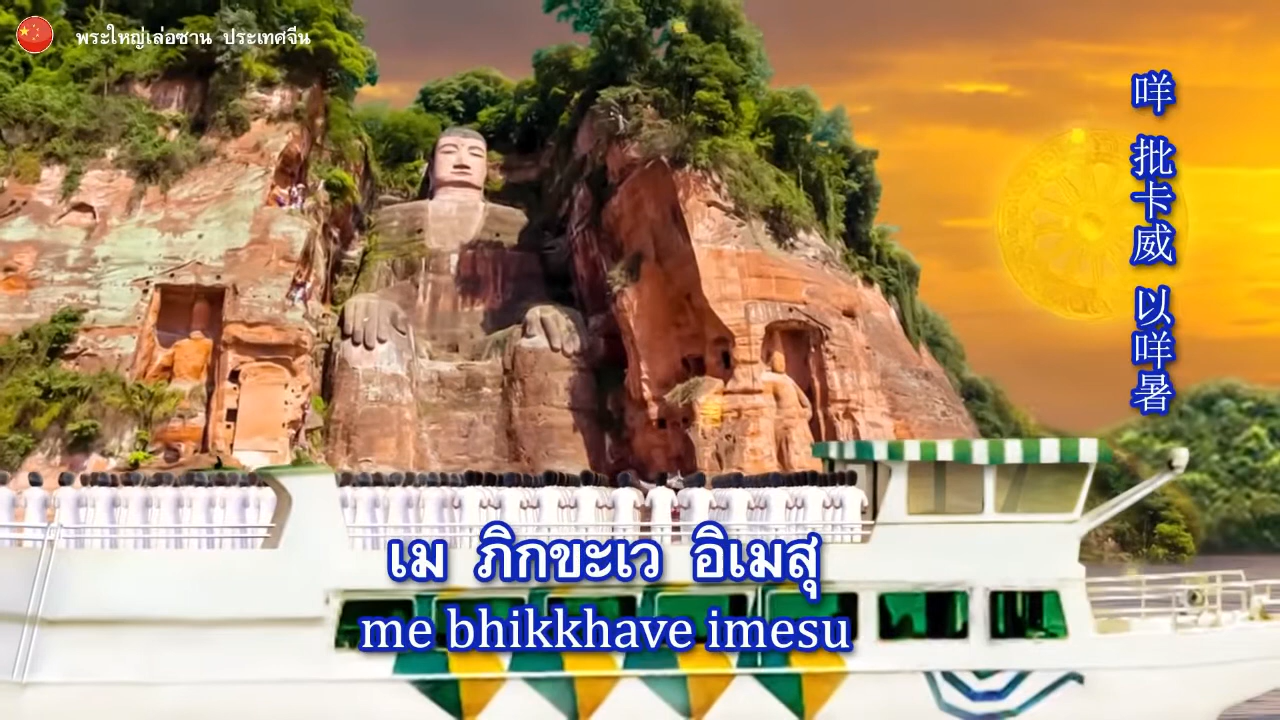 พระใหญ่เล่อซาน ประเทศจีน
咩 批卡威 以咩暑
เม ภิกขะเว อิเมสุ
me bhikkhave imesu